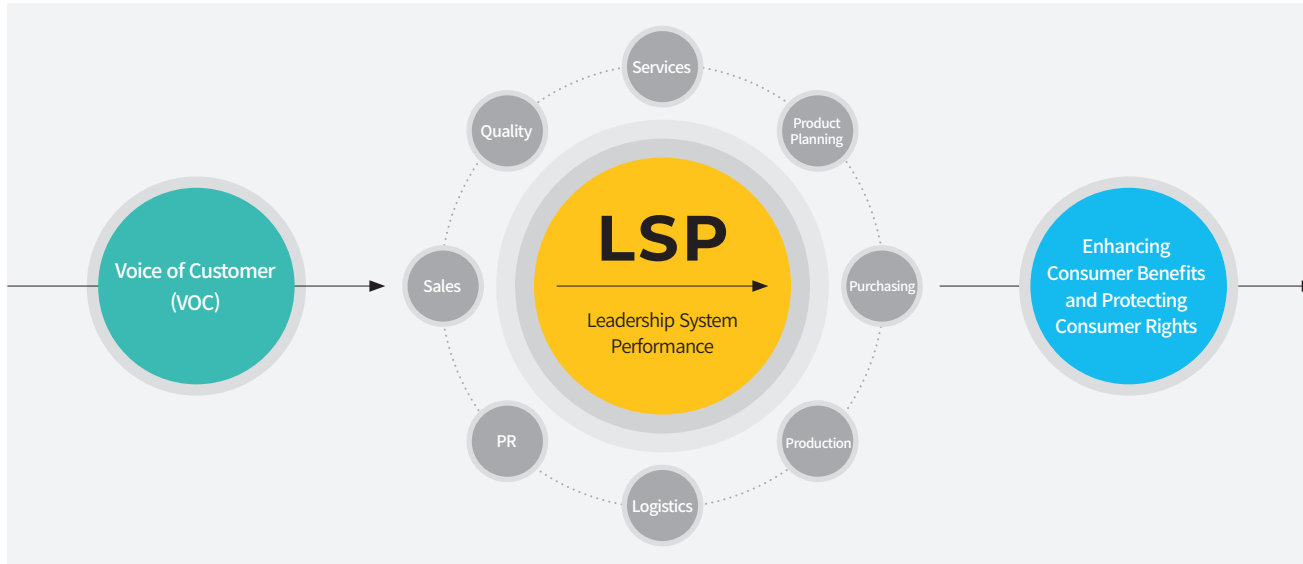 Voice of Customer
(VOC)
Services
Quality
Product
Planning
Sales
LSP
Leadership System
Performance
Purchasing
PR
Production
Logistics
Enhancing
Consumer Benefits
and Protecting
Consumer Rights